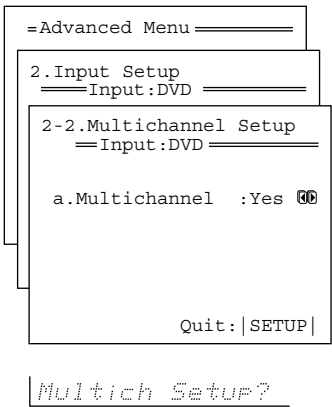 Advanced Menu
2.Input Setup
Input:DVD
2-2.Multichannel Setup
Input:DVD
a.Multichannel :Yes
Quit:|SETUP|
Multich Setup?